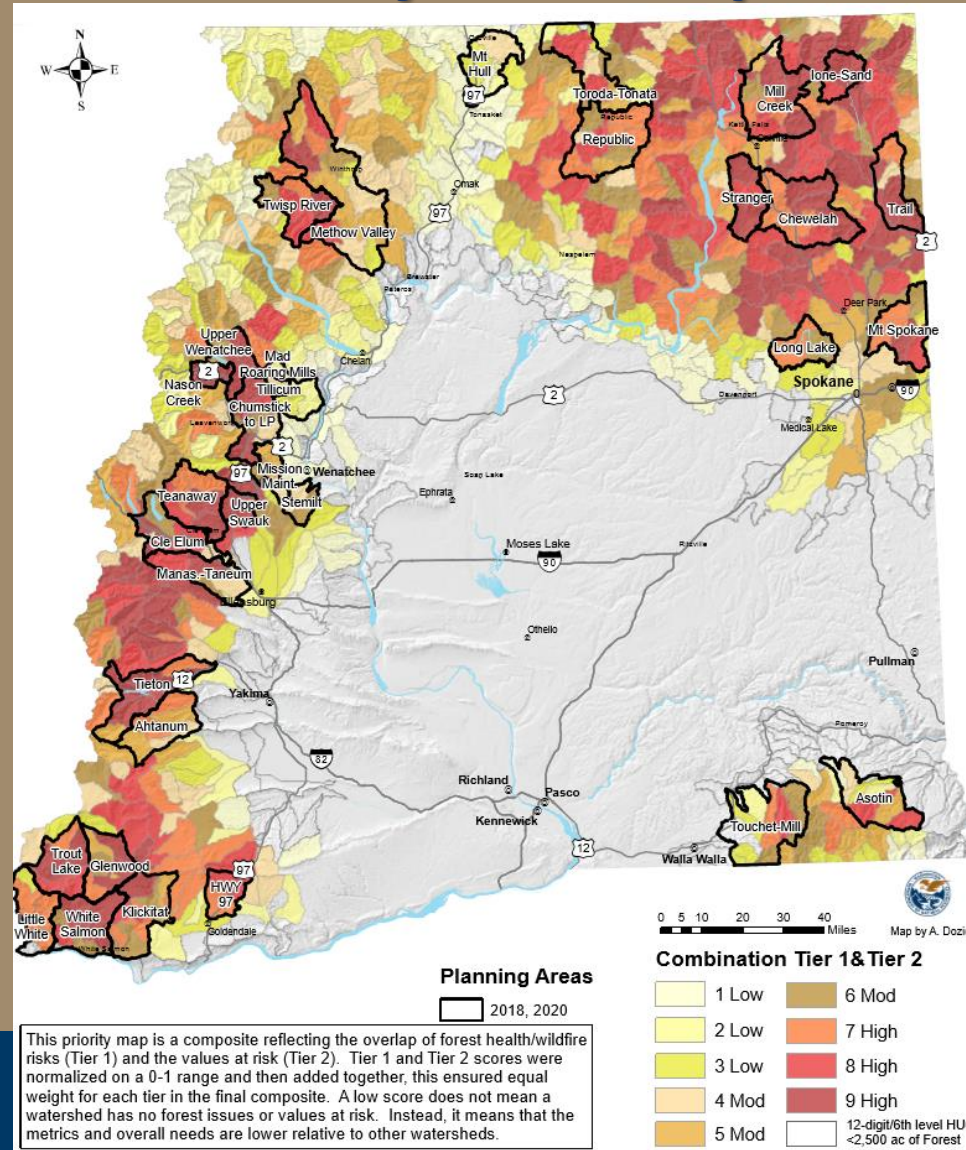 N
W E
S
Mt
Hull
97
Tonasket
Toroda-Tonata
Republic
Republic
Mill
Creek
Ione-Sand
Stranger
Chewelah
Trail
2
Winthrop
Omak
97
Twisp River
Methow Valley
Nespelem
Brewster
Pateros
Deer Park
Mt Spokane
Long Lake
Upper
Wenatchee
2
Mad
Roaring Mills
Tillicum
Chelan
Nason
Creek
Chumstick
to LP
Spokane
90
2
Davenport
Medical Lake
2
97
Mission
Maint.
Wenatchee
Soap Lake
Teanaway
Upper
Swauk
Stemilt
Ephrata
Cle Elum
Moses Lake
90
Ritzville
Manas.-Taneum
Ellensburg
Othello
Pullman
Tieton
12
Yakima
Ahtanum
Pomeroy
82
Richland
Pasco
Kennewick
Asotin
Touchet-Mill
12
Walla Walla
Trout
Lake
Glenwood
97
HWY
97
Little
White
White
Salmon
Klickitat
White Salmon
Goldendale
0 5 10 20 30 40
Miles
Map by A. Dozi
Planning Areas
2018, 2020
Combination Tier 1&Tier 2
1 Low
2 Low
3 Low
4 Mod
5 Mod
6 Mod
7 High
8 High
9 High
12-digit/6th level HU
<2,500 ac of Forest
This priority map is a composite reflecting the overlap of forest health/wildfire
risks (Tier 1) and the values at risk (Tier 2). Tier 1 and Tier 2 scores were
normalized on a 0-1 range and then added together, this ensured equal
weight for each tier in the final composite. A low score does not mean a
watershed has no forest issues or values at risk. Instead, it means that the
metrics and overall needs are lower relative to other watersheds.